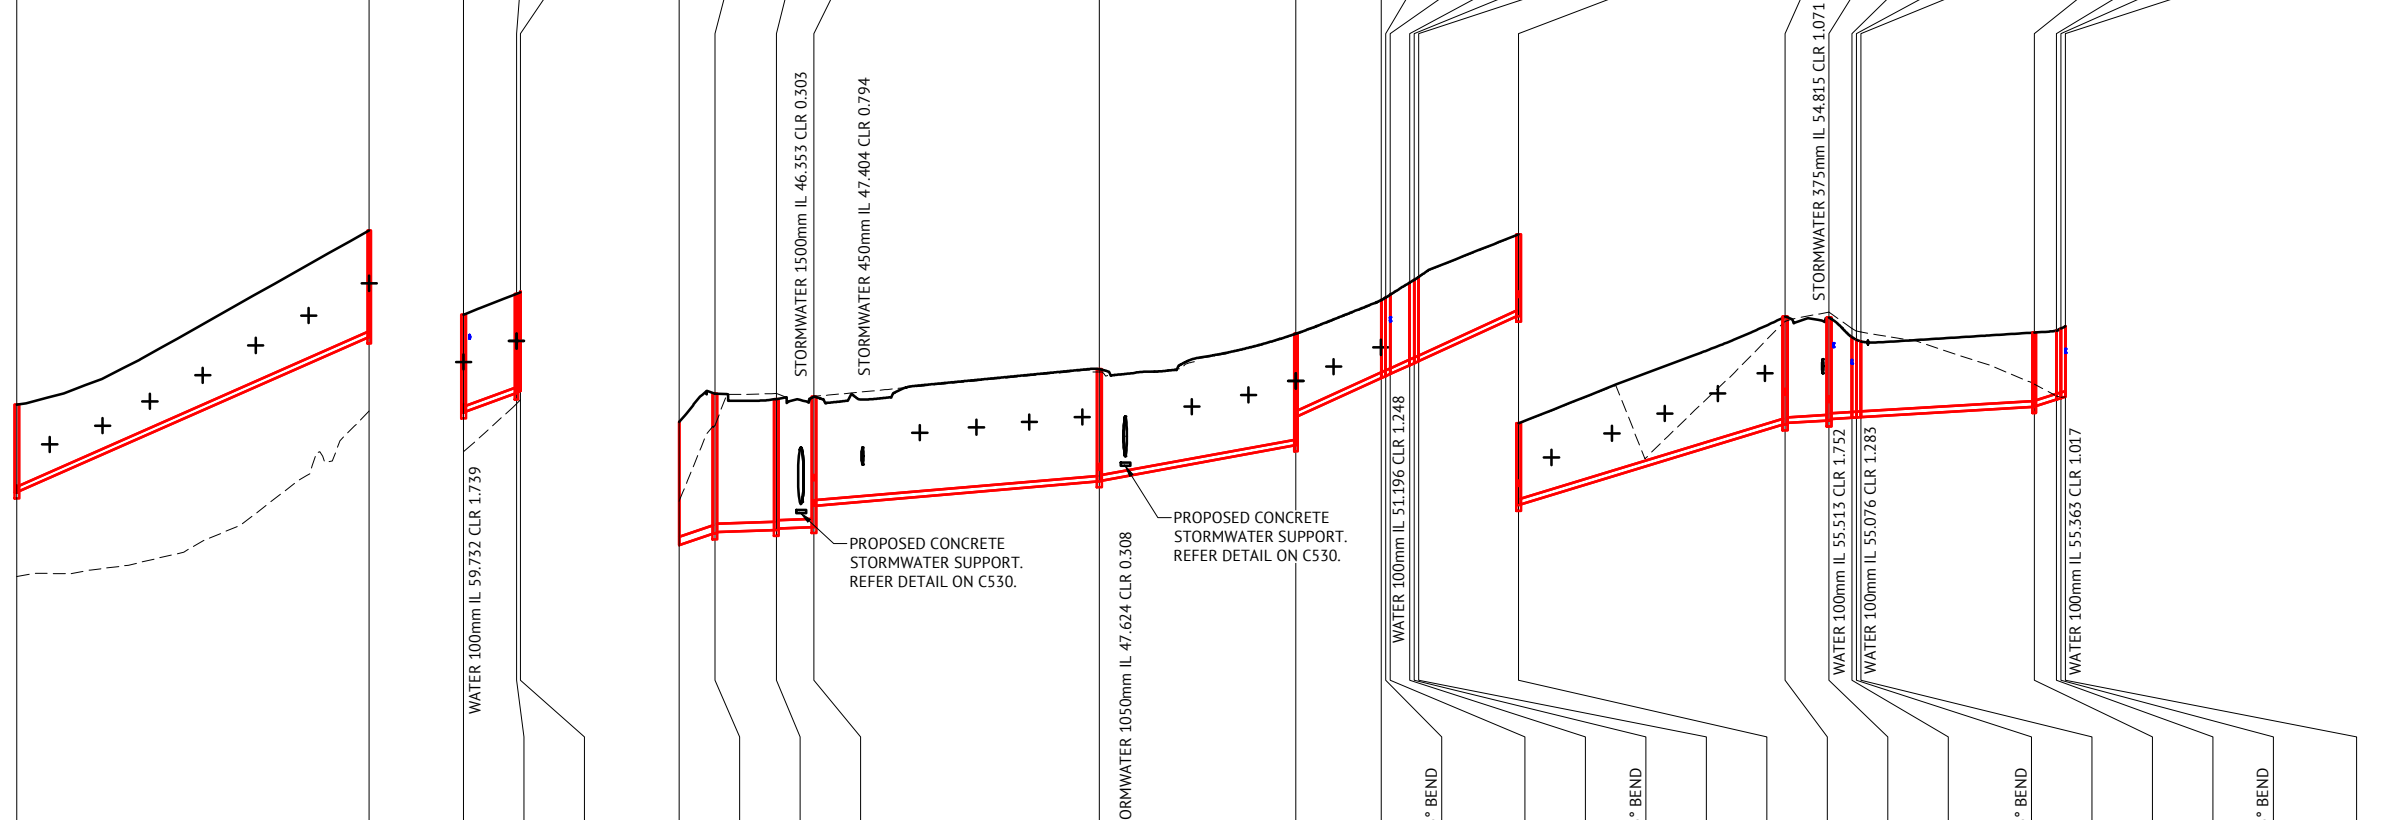 STORMWATER 1500mm IL 46.353 CLR 0.303
STORMWATER 450mm IL 47.404 CLR 0.794
STORMWATER 375mm IL 54.815 CLR 1.071
WATER 100mm IL 59.732 CLR 1.739
PROPOSED CONCRETE
STORMWATER SUPPORT.
REFER DETAIL ON C530.
ORMWATER 1050mm IL 47.624 CLR 0.308
PROPOSED CONCRETE
STORMWATER SUPPORT.
REFER DETAIL ON C530.
WATER 100mm IL 51.196 CLR 1.248
WATER 100mm IL 55.513 CLR 1.752
WATER 100mm IL 55.076 CLR 1.283
WATER 100mm IL 55.363 CLR 1.017
° BEND
° BEND
° BEND
° BEND